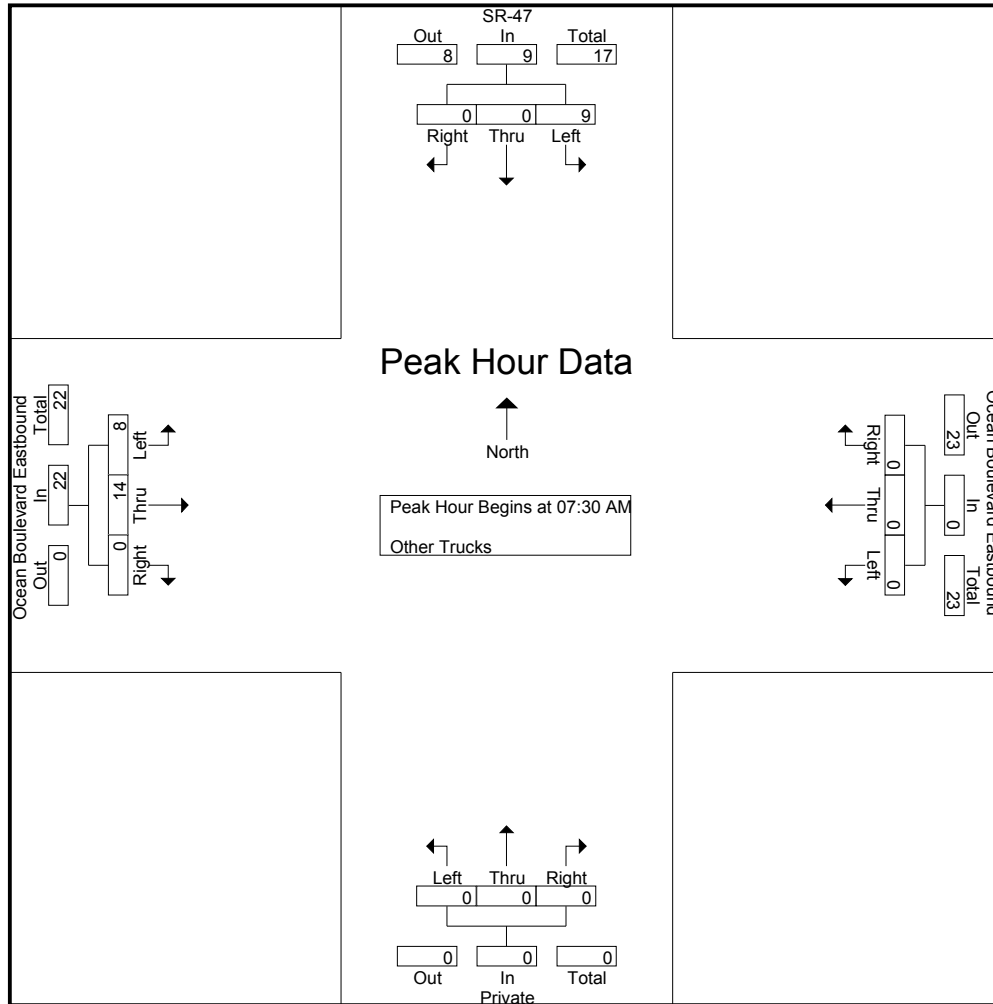 SR-47
Out In Total
8 9 17
0 0 9
Right Thru Left
Peak Hour Data
North
Peak Hour Begins at 07:30 AM
Other Trucks
Ocean Boulevard Eastbound
Out In Total
0 22 22
8 14 0
Left Thru Right
Ocean Boulevard Eastbound
Out In Total
23 0 23
0 0 0
Right Thru Left
Left Thru Right
0 0 0
0 0 0
Out In Total
Private